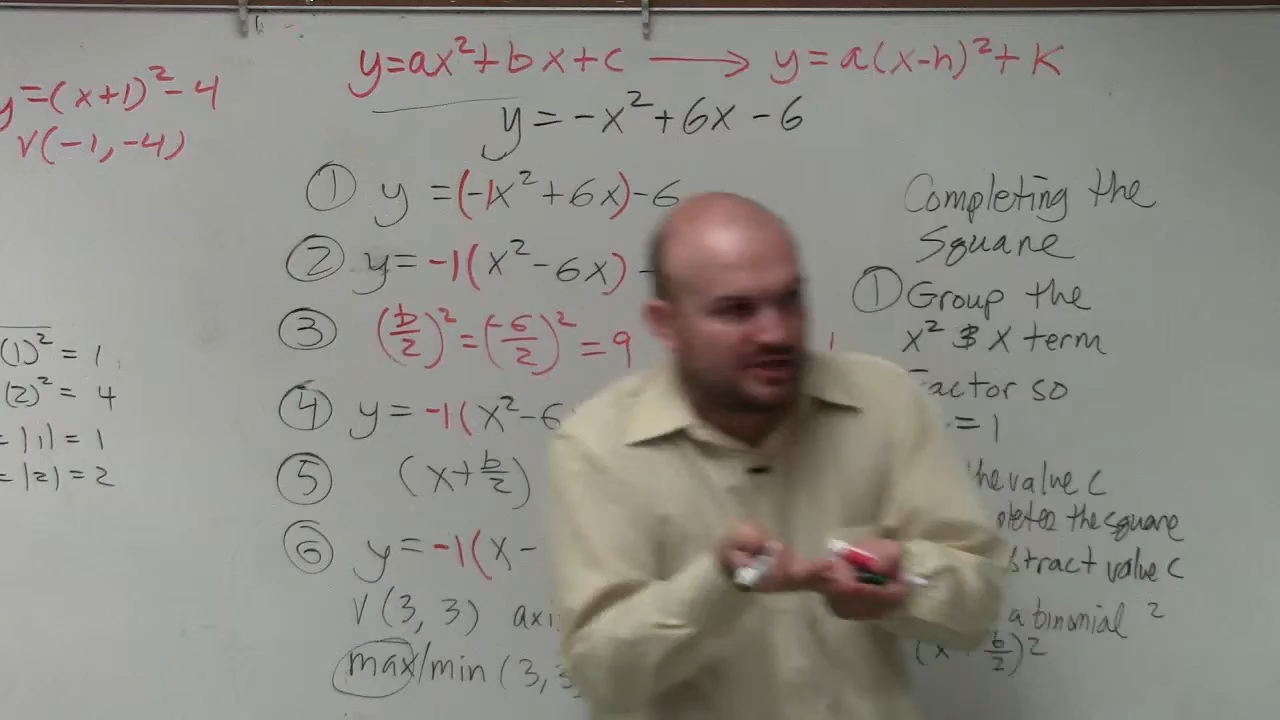 y=ax²+bx+c → y=a(x-h)²+k
y=(x+1)²-4
V(-1,-4)
y=-x²+6x-6
① y=(-1x²+6x)-6
② y=-1(x²-6x)
③ (b/2)²=(-6/2)²=9
④ y=-1(x²-6
⑤ (x+b/2)
⑥ y=-1(x-
V(3,3) axi
max/min (3,3
(1)²=1
(2)²=4
=|1|=1
=|2|=2
Completing the
Square
① Group the
x² & x term
Factor so
=1
the value c
the square
value c
a binomial ²
b/2)²